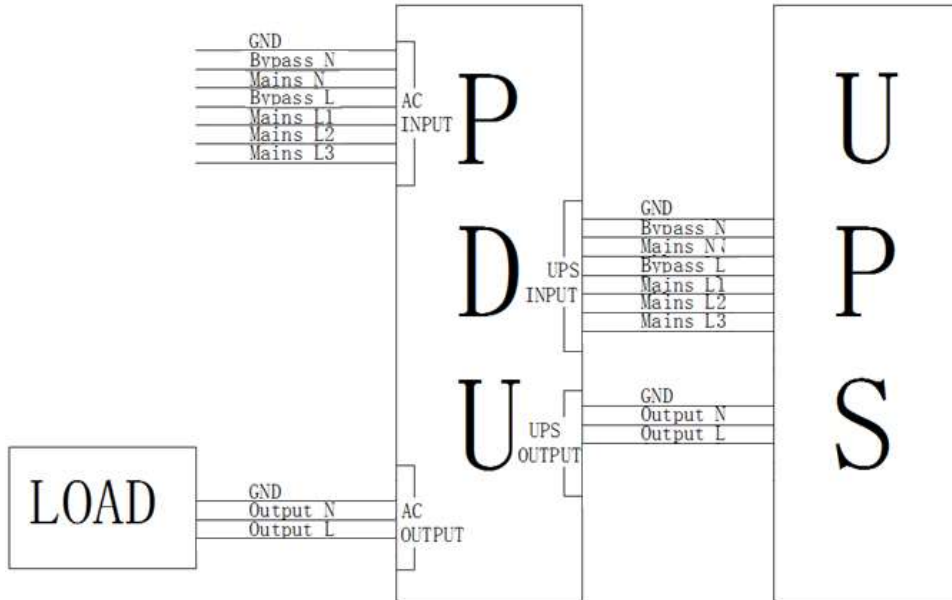 GND
Bypass N
Mains N
Bypass L
Mains L1
Mains L2
Mains L3
AC
INPUT
P
D
U
UPS
INPUT
GND
Bypass N
Mains N
Bypass L
Mains L1
Mains L2
Mains L3
UPS
OUTPUT
GND
Output N
Output L
U
P
S
LOAD
GND
Output N
Output L
AC
OUTPUT